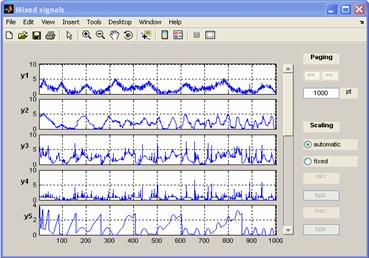 Mixed signals
File Edit View Insert Tools Desktop Window Help
Paging
<< >>
1000 pt
Scaling
automatic
fixed
min:
N/A
max:
N/A
10
y1 5
0
10
y2 5
0
10
y3 5
0
10
y4 5
0
4
y5 2
0
100 200 300 400 500 600 700 800 900 1000